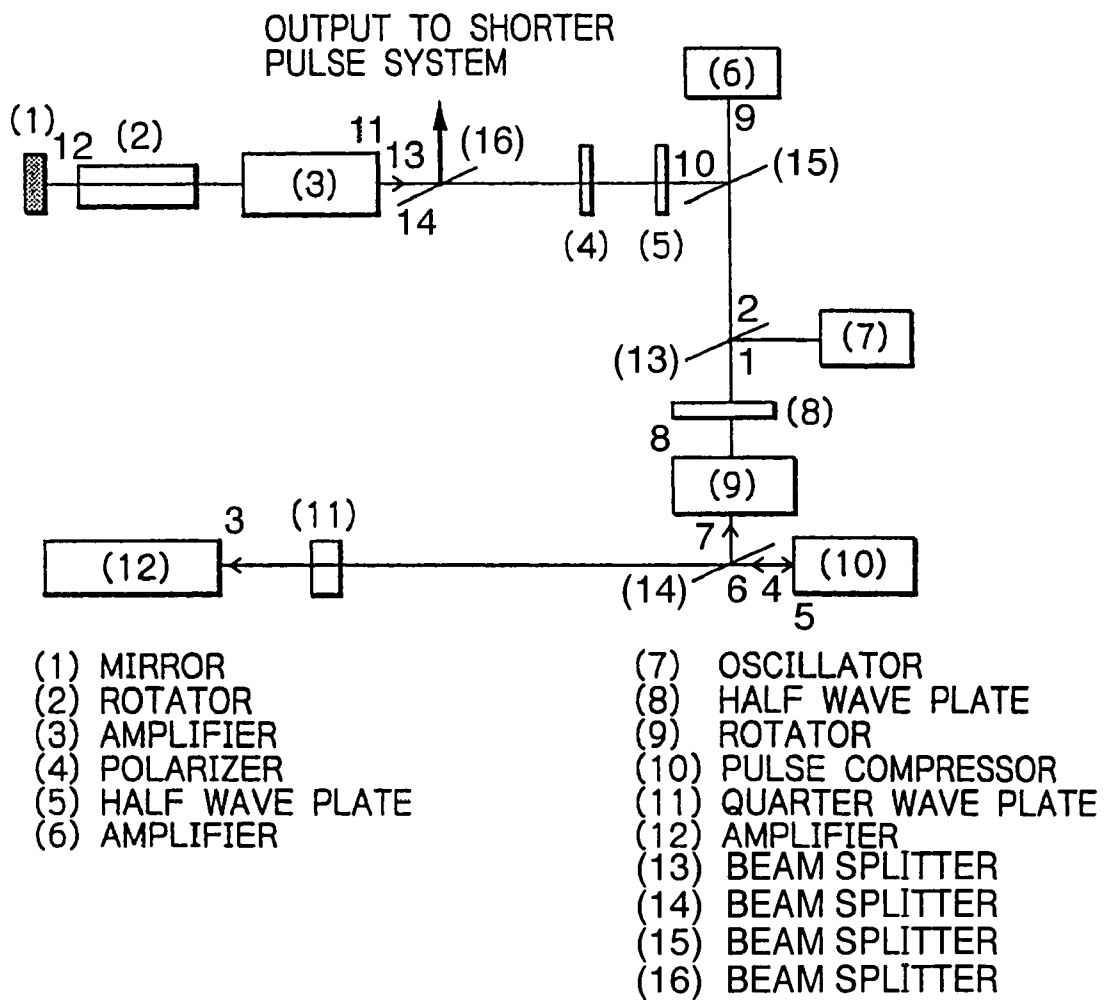 OUTPUT TO SHORTER
PULSE SYSTEM
(6)
9
(1)
12
(2)
11
13
(16)
(3)
14
10
(15)
(4)
(5)
2
(7)
(13)
1
(8)
8
(9)
3
(11)
7
(12)
(14)
6
4
(10)
5
(1) MIRROR
(2) ROTATOR
(3) AMPLIFIER
(4) POLARIZER
(5) HALF WAVE PLATE
(6) AMPLIFIER
(7) OSCILLATOR
(8) HALF WAVE PLATE
(9) ROTATOR
(10) PULSE COMPRESSOR
(11) QUARTER WAVE PLATE
(12) AMPLIFIER
(13) BEAM SPLITTER
(14) BEAM SPLITTER
(15) BEAM SPLITTER
(16) BEAM SPLITTER